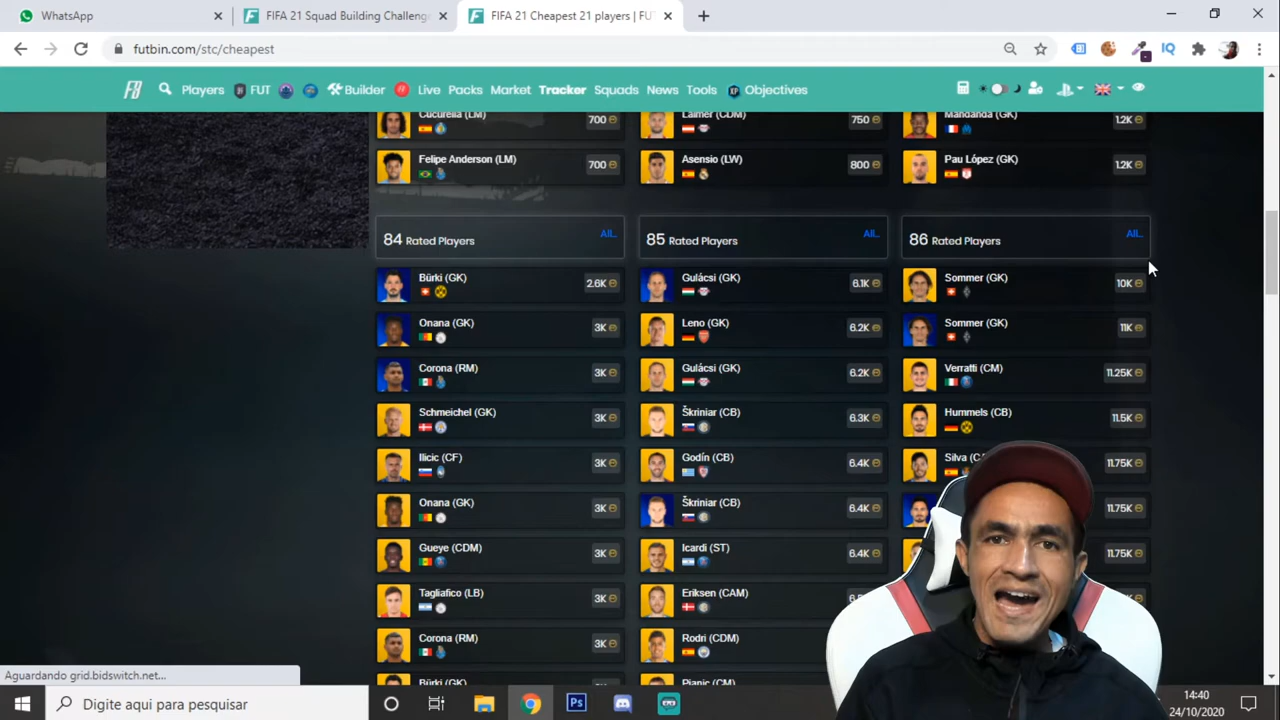 WhatsApp
FIFA 21 Squad Building Challeng
FIFA 21 Cheapest 21 players | FUT
futbin.com/stc/cheapest
Players FUT Builder Live Packs Market Tracker Squads News Tools Objectives
Cucurella (LM) 700
Laimer (CDM) 750
Mandanda (GK) 1.2K
Felipe Anderson (LM) 700
Asensio (LW) 800
Pau López (GK) 1.2K
84 Rated Players All..
85 Rated Players All..
86 Rated Players All..
Bürki (GK) 2.6K
Gulácsi (GK) 6.1K
Sommer (GK) 10K
Onana (GK) 3K
Leno (GK) 6.2K
Sommer (GK) 11K
Corona (RM) 3K
Gulácsi (GK) 6.2K
Verratti (CM) 11.25K
Schmeichel (GK) 3K
Škriniar (CB) 6.3K
Hummels (CB) 11.5K
Ilicic (CF) 3K
Godín (CB) 6.4K
Silva 11.75K
Onana (GK) 3K
Škriniar (CB) 6.4K
11.75K
Gueye (CDM) 3K
Icardi (ST) 6.4K
11.75K
Tagliafico (LB) 3K
Eriksen (CAM)
Corona (RM) 3K
Rodri (CDM)
Bürki (GK)
Pjanic (CM)
Aguardando grid.bidswitch.net...
Digite aqui para pesquisar
14:40
24/10/2020